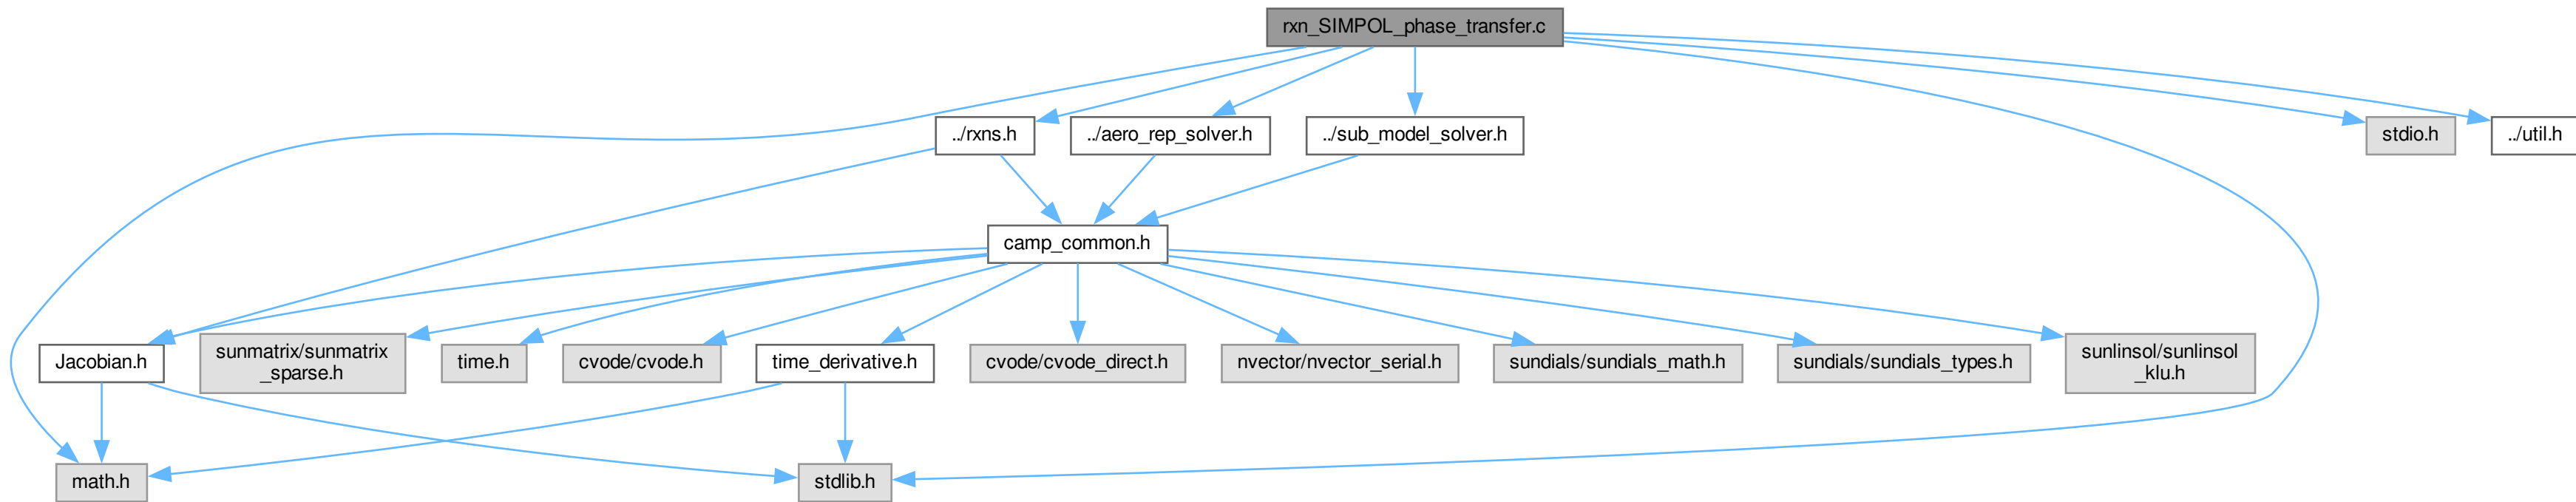 rxn_SIMPOL_phase_transfer.c
../rxns.h
../aero_rep_solver.h
../sub_model_solver.h
stdio.h
../util.h
camp_common.h
Jacobian.h
sunmatrix/sunmatrix
_sparse.h
time.h
cvode/cvode.h
time_derivative.h
cvode/cvode_direct.h
nvector/nvector_serial.h
sundials/sundials_math.h
sundials/sundials_types.h
sunlinsol/sunlinsol
_klu.h
math.h
stdlib.h